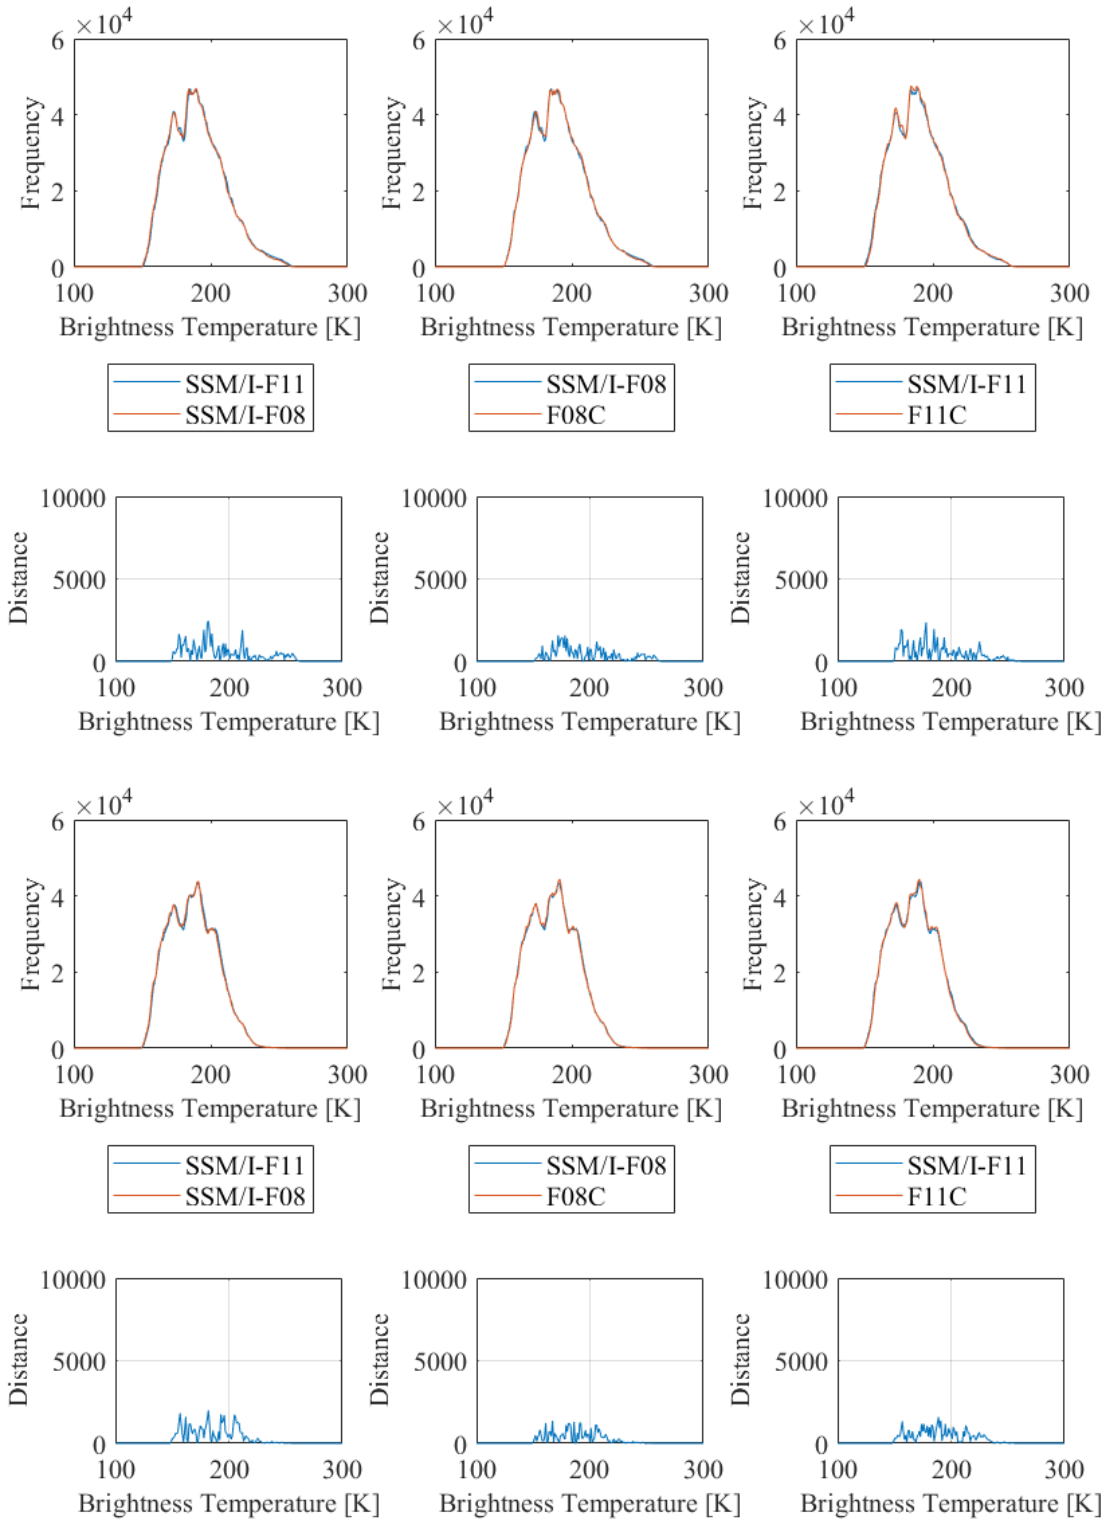 ×10⁴ ×10⁴ ×10⁴
6 6 6
4 4 4
Frequency Frequency Frequency
2 2 2
0 0 0
100 200 300 100 200 300 100 200 300
Brightness Temperature [K] Brightness Temperature [K] Brightness Temperature [K]
SSM/I-F11 SSM/I-F08 SSM/I-F11
SSM/I-F08 F08C F11C
10000 10000 10000
Distance Distance Distance
5000 5000 5000
0 0 0
100 200 300 100 200 300 100 200 300
Brightness Temperature [K] Brightness Temperature [K] Brightness Temperature [K]
×10⁴ ×10⁴ ×10⁴
6 6 6
4 4 4
Frequency Frequency Frequency
2 2 2
0 0 0
100 200 300 100 200 300 100 200 300
Brightness Temperature [K] Brightness Temperature [K] Brightness Temperature [K]
SSM/I-F11 SSM/I-F08 SSM/I-F11
SSM/I-F08 F08C F11C
10000 10000 10000
Distance Distance Distance
5000 5000 5000
0 0 0
100 200 300 100 200 300 100 200 300
Brightness Temperature [K] Brightness Temperature [K] Brightness Temperature [K]